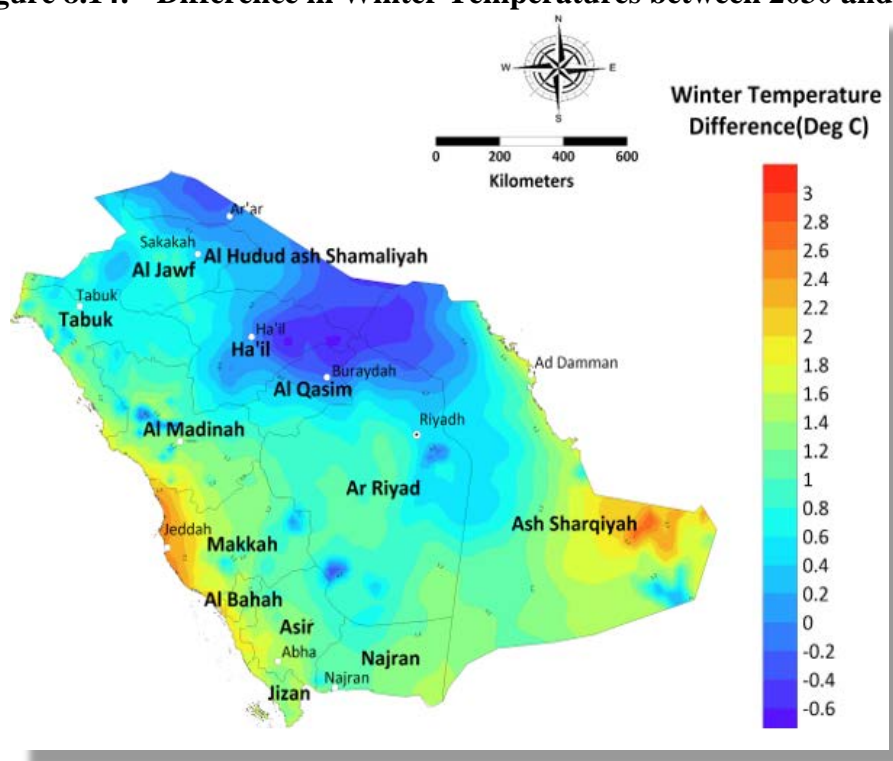 Difference in Winter Temperatures between 2050 and
N
W
E
S
0 200 400 600
Kilometers
Winter Temperature
Difference(Deg C)
3
2.8
2.6
2.4
2.2
2
1.8
1.6
1.4
1.2
1
0.8
0.6
0.4
0.2
0
-0.2
-0.4
-0.6
Ar'ar
Sakakah
Al Hudud ash Shamaliyah
Al Jawf
Tabuk
Tabuk
Ha'il
Ha'il
Buraydah
Al Qasim
Ad Damman
Al Madinah
Riyadh
Ar Riyad
Ash Sharqiyah
Jeddah
Makkah
Al Bahah
Asir
Abha
Najran
Najran
Jizan